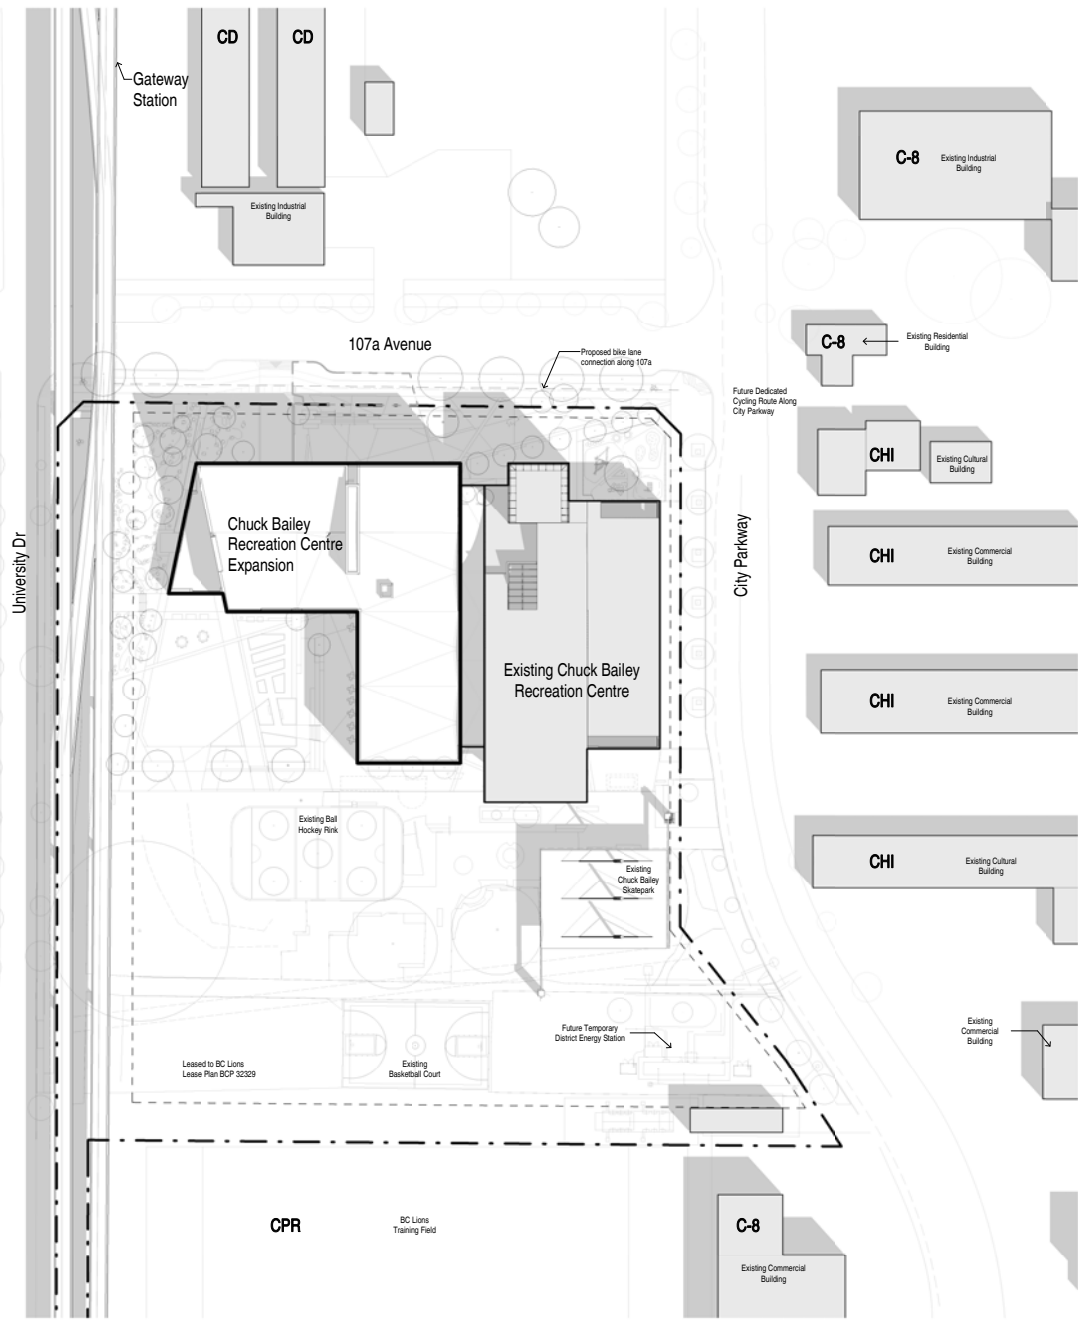 CD
CD
Gateway
Station
C-8
Existing Industrial
Building
Existing Industrial
Building
107a Avenue
Proposed bike lane
connection along 107a
C-8
Existing Residential
Building
Future Dedicated
Cycling Route Along
City Parkway
CHI
Existing Cultural
Building
Chuck Bailey
Recreation Centre
Expansion
University Dr
City Parkway
CHI
Existing Commercial
Building
Existing Chuck Bailey
Recreation Centre
CHI
Existing Commercial
Building
Existing Ball
Hockey Rink
Existing
Chuck Bailey
Skatepark
CHI
Existing Cultural
Building
Future Temporary
District Energy Station
Existing
Commercial
Building
Leased to BC Lions
Lease Plan BCP 32329
Existing
Basketball Court
CPR
BC Lions
Training Field
C-8
Existing Commercial
Building